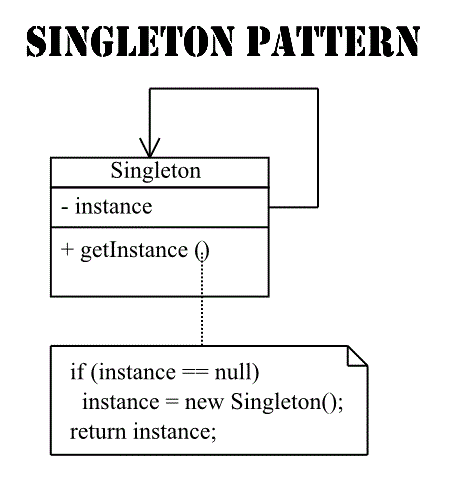 SINGLETON PATTERN
Singleton
- instance
+ getInstance ()
if (instance == null)
instance = new Singleton();
return instance;